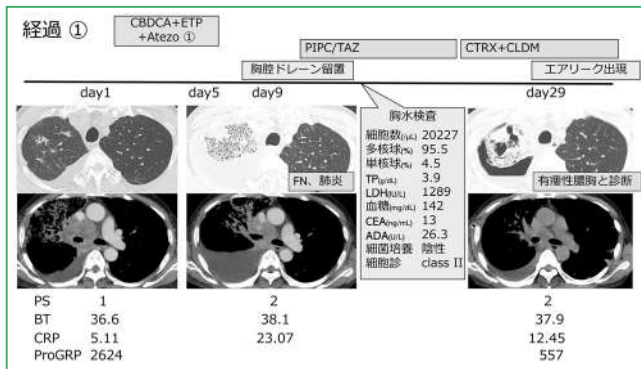 経過 ①
CBDCA+ETP
+Atezo ①
PIPC/TAZ
CTRX+CLDM
胸腔ドレーン留置
エアリーク出現
day1
day5
day9
day29
胸水検査
細胞数(/μL) 20227
多核球(%) 95.5
単核球(%) 4.5
TP(g/dL) 3.9
LDH(IU/L) 1289
血糖(mg/dL) 142
CEA(ng/mL) 13
ADA(U/L) 26.3
細菌培養 陰性
細胞診 class II
FN、肺炎
有瘻性膿胸と診断
PS 1 2 2
BT 36.6 38.1 37.9
CRP 5.11 23.07 12.45
ProGRP 2624 557